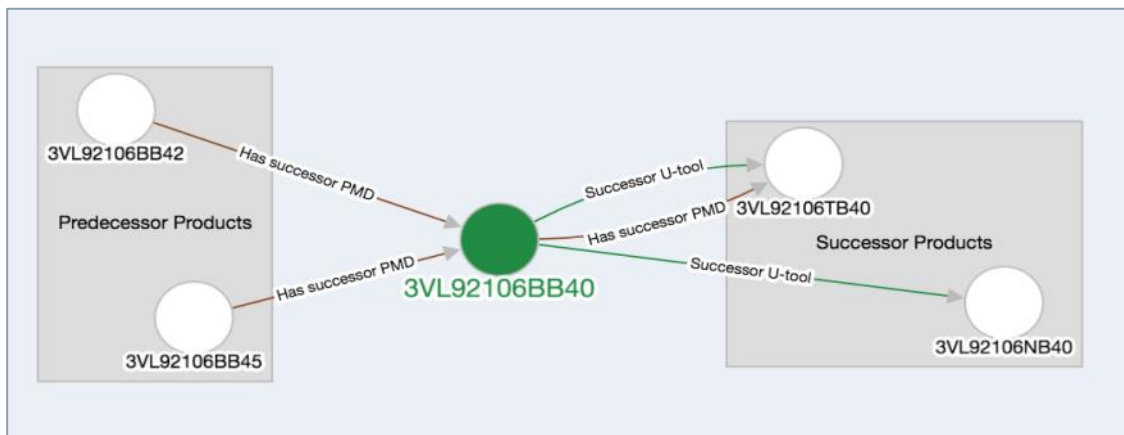 3VL92106BB42
Has successor PMD
Predecessor Products
Has successor PMD
3VL92106BB45
3VL92106BB40
Successor U-tool
Has successor PMD
3VL92106TB40
Successor Products
Successor U-tool
3VL92106NB40